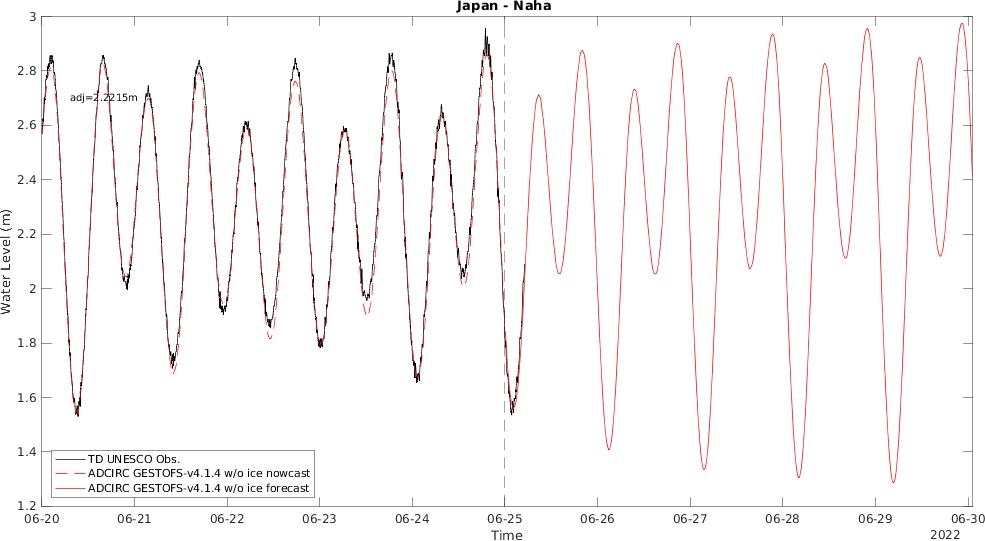 Japan - Naha
3
2.8
2.6
2.4
2.2
2
1.8
1.6
1.4
1.2
Water Level (m)
adj=2.2215m
TD UNESCO Obs.
ADCIRC GESTOFS-v4.1.4 w/o ice nowcast
ADCIRC GESTOFS-v4.1.4 w/o ice forecast
06-20 06-21 06-22 06-23 06-24 06-25 06-26 06-27 06-28 06-29 06-30
Time
2022